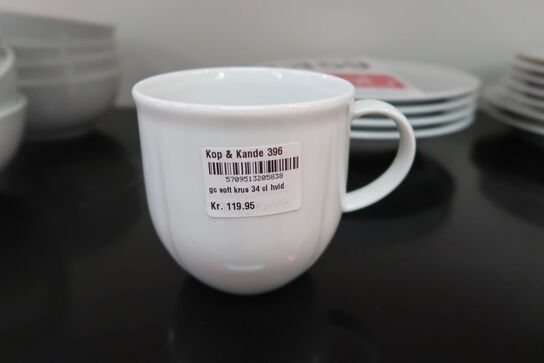 Kop & Kande 396
5709513205838
gc soft krus 34 cl hvid
Kr. 119.95